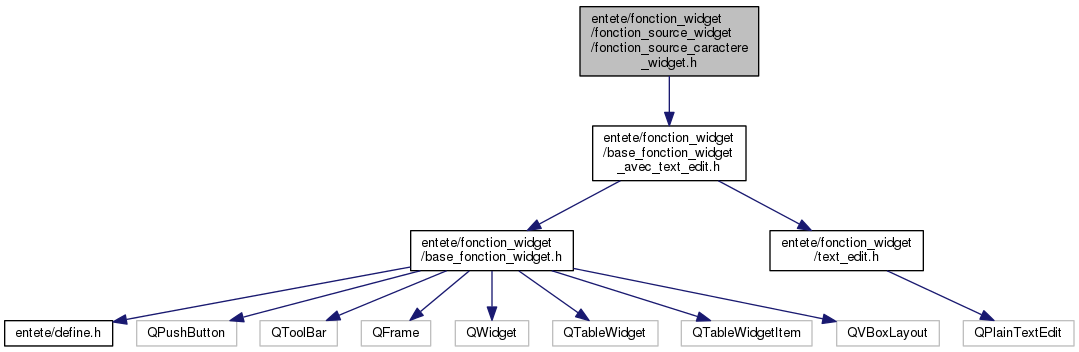 entete/fonction_widget
/fonction_source_widget
/fonction_source_caractere
_widget.h
entete/fonction_widget
/base_fonction_widget
_avec_text_edit.h
entete/fonction_widget
/base_fonction_widget.h
entete/fonction_widget
/text_edit.h
entete/define.h
QPushButton
QToolBar
QFrame
QWidget
QTableWidget
QTableWidgetItem
QVBoxLayout
QPlainTextEdit